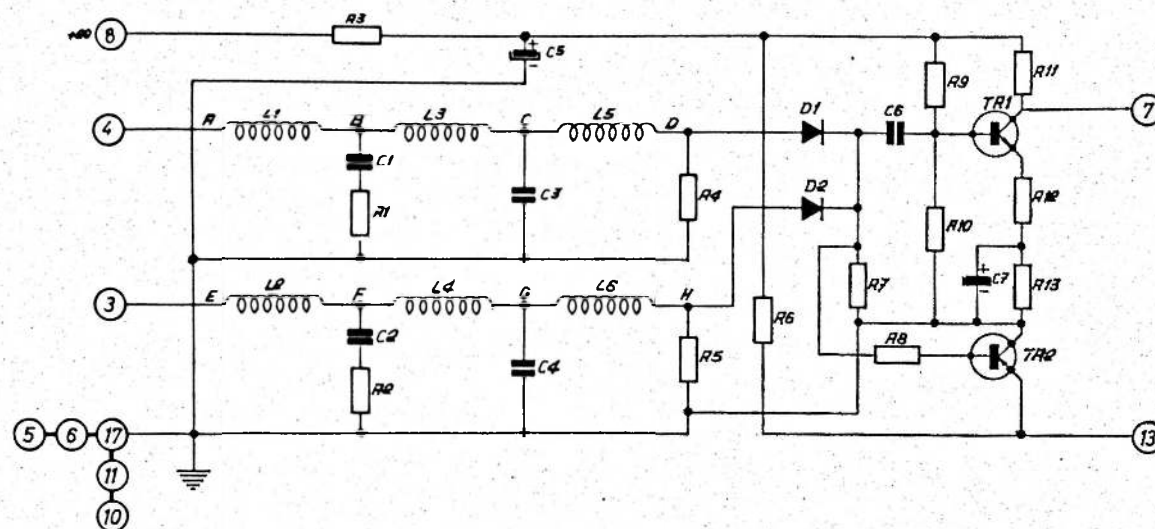 +20 8 R3 C5
R9 R11
TR1 7
4 A L1 B L3 C L5 D D1 C6
C1 D2
R1 C3 R4 R10 R12
E L2 F L4 G L6 H R7 C7 R13
3
C2 R6
R2 C4 R5 R8 TR2
5 6 17 13
11
10